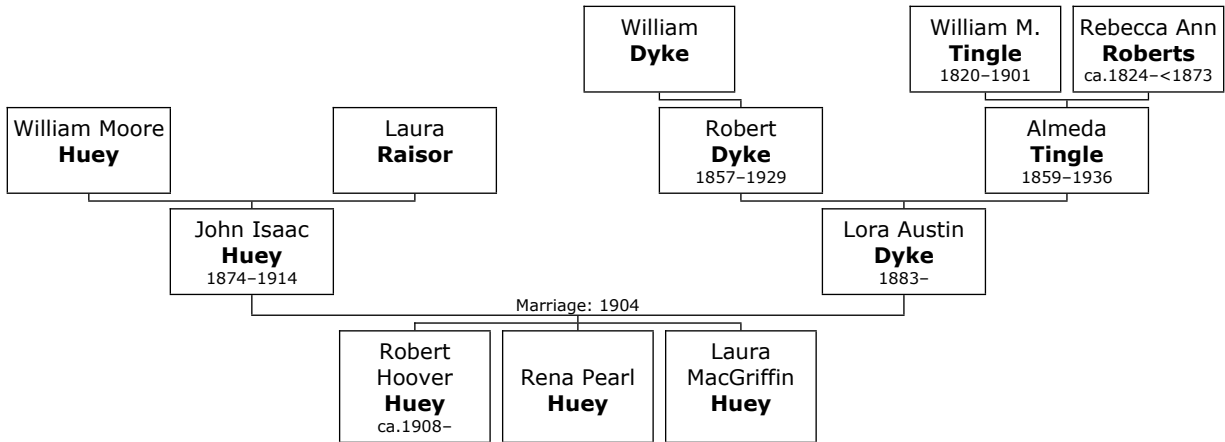 William
Dyke
William M.
Tingle
1820–1901
Rebecca Ann
Roberts
ca.1824–<1873
William Moore
Huey
Laura
Raisor
Robert
Dyke
1857–1929
Almeda
Tingle
1859–1936
John Isaac
Huey
1874–1914
Lora Austin
Dyke
1883–
Marriage: 1904
Robert
Hoover
Huey
ca.1908–
Rena Pearl
Huey
Laura
MacGriffin
Huey